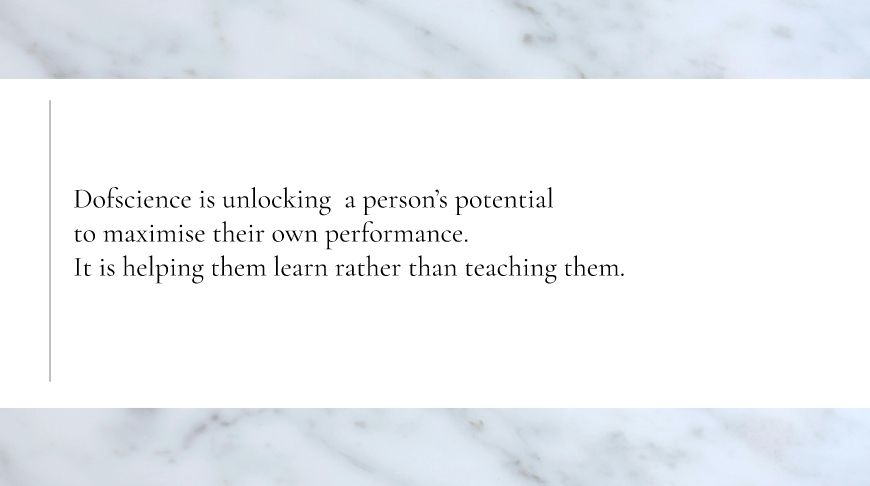 Dofscience is unlocking  a person’s potential
to maximise their own performance.
It is helping them learn rather than teaching them.